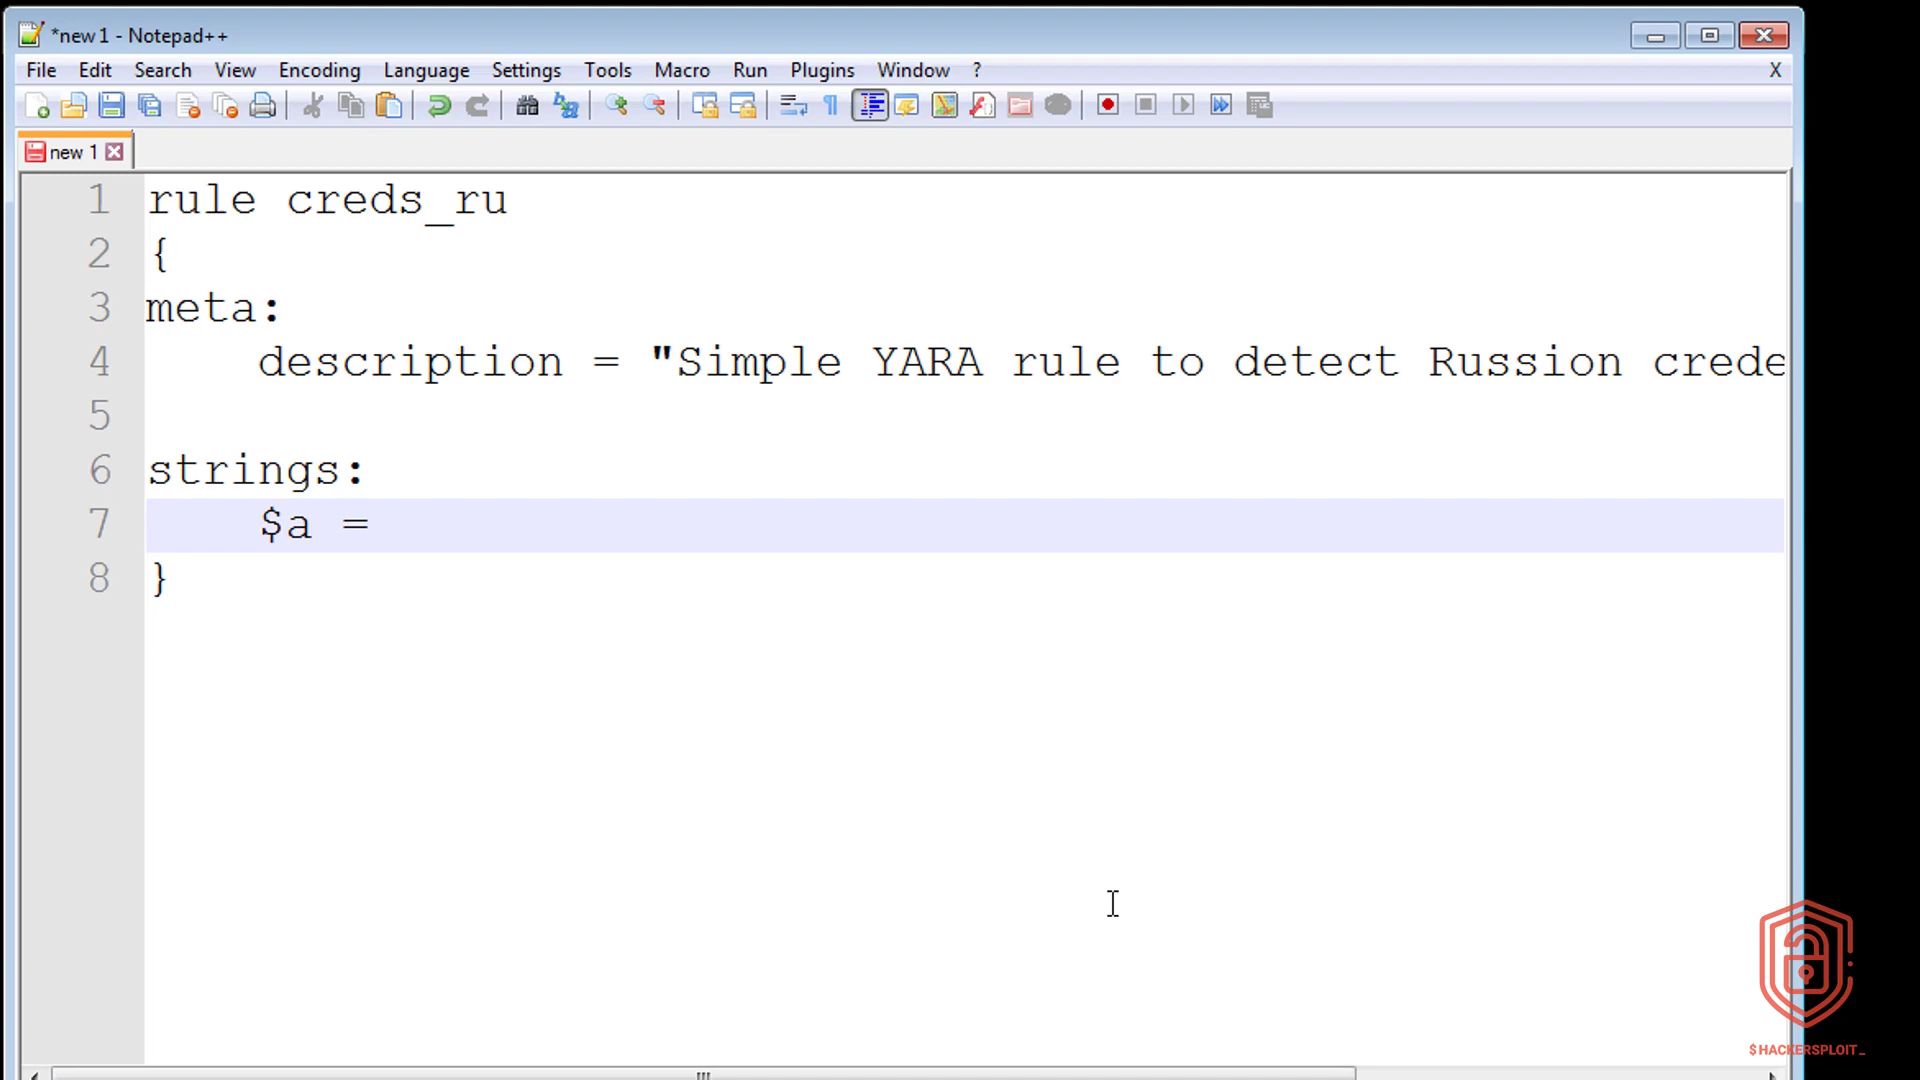 *new 1 - Notepad++
File Edit Search View Encoding Language Settings Tools Macro Run Plugins Window ? X
new 1
1 rule creds_ru
2 {
3 meta:
4 description = "Simple YARA rule to detect Russion crede
5
6 strings:
7 $a =
8 }
$HACKERSPLOIT_